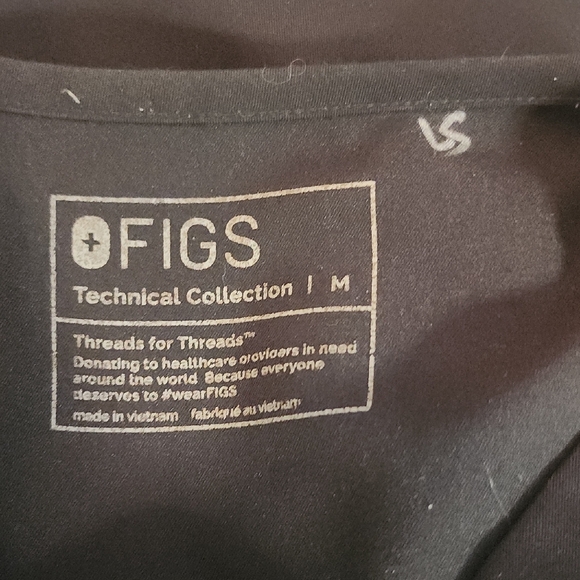 LS
FIGS
Technical Collection | M
Threads for Threads™
Donating to healthcare providers in need
around the world. Because everyone
deserves to #wearFIGS
made in vietnam fabriqué au vietnam